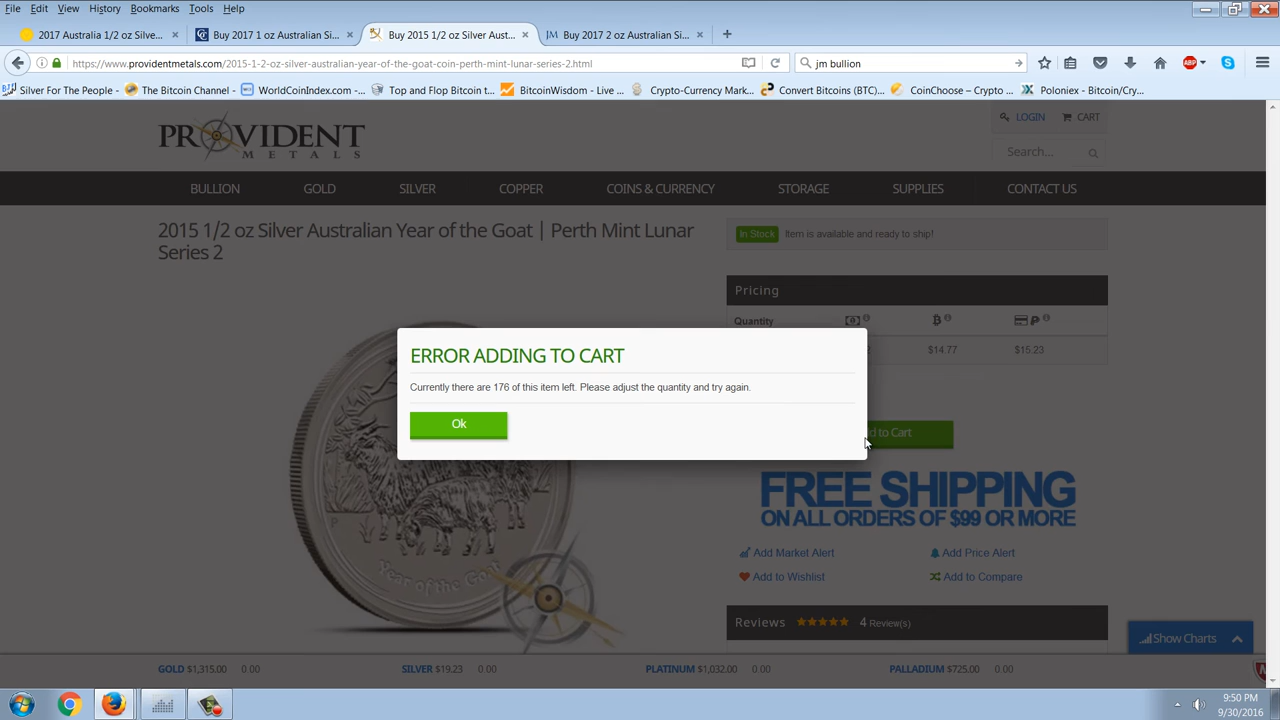 File Edit View History Bookmarks Tools Help
2017 Australia 1/2 oz Silve...
Buy 2017 1 oz Australian Si...
Buy 2015 1/2 oz Silver Aust...
Buy 2017 2 oz Australian Si...
https://www.providentmetals.com/2015-1-2-oz-silver-australian-year-of-the-goat-coin-perth-mint-lunar-series-2.html
jm bullion
Silver For The People - ...
The Bitcoin Channel - ...
WorldCoinIndex.com -...
Top and Flop Bitcoin t...
BitcoinWisdom - Live ...
Crypto-Currency Mark...
Convert Bitcoins (BTC)...
CoinChoose – Crypto ...
Poloniex - Bitcoin/Cry...
PROVIDENT
METALS
LOGIN CART
Search...
BULLION GOLD SILVER COPPER COINS & CURRENCY STORAGE SUPPLIES CONTACT US
2015 1/2 oz Silver Australian Year of the Goat | Perth Mint Lunar
Series 2
In Stock Item is available and ready to ship!
Pricing
Quantity
$14.77 $15.23
ERROR ADDING TO CART
Currently there are 176 of this item left. Please adjust the quantity and try again.
Ok
to Cart
FREE SHIPPING
ON ALL ORDERS OF $99 OR MORE
Add Market Alert Add Price Alert
Add to Wishlist Add to Compare
Year of the Goat
Reviews 4 Review(s)
Show Charts
GOLD $1,315.00 0.00 SILVER $19.23 0.00 PLATINUM $1,032.00 0.00 PALLADIUM $725.00 0.00
9:50 PM
9/30/2016